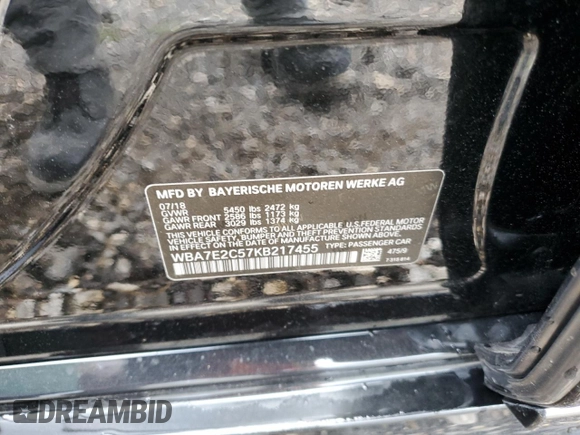 MFD BY BAYERISCHE MOTOREN WERKE AG
07/18
GVWR 5450 lbs 2472 kg
GAWR FRONT 2586 lbs 1173 kg
GAWR REAR 3029 lbs 1374 kg
THIS VEHICLE CONFORMS TO ALL APPLICABLE U.S. FEDERAL MOTOR
VEHICLE SAFETY, BUMPER, AND THEFT PREVENTION STANDARDS
IN EFFECT ON THE DATE OF MANUFACTURE SHOWN ABOVE.
WBA7E2C57KB217455 TYPE: PASSENGER CAR
475/9
DREAMBID